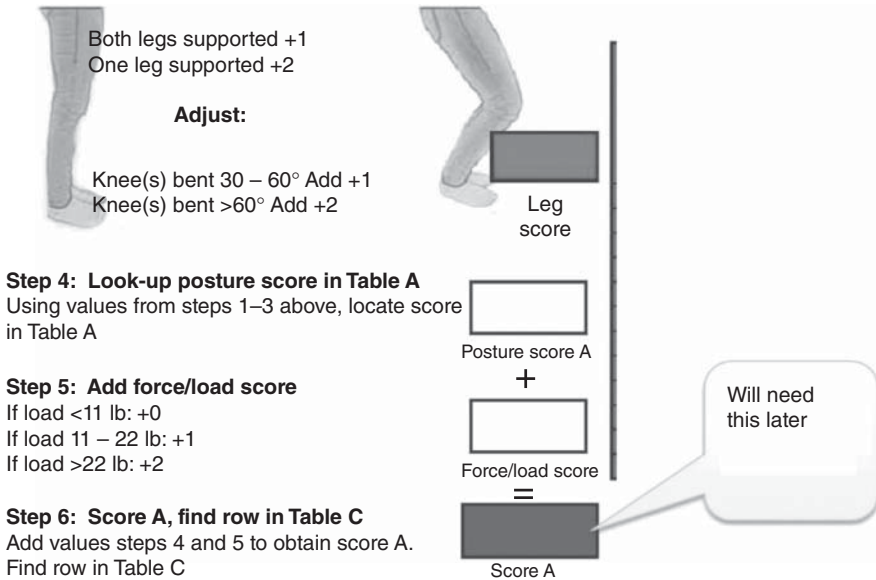 Both legs supported +1
One leg supported +2
Adjust:
Knee(s) bent 30 – 60° Add +1
Knee(s) bent >60° Add +2
Leg
score
Step 4: Look-up posture score in Table A
Using values from steps 1–3 above, locate score
in Table A
Posture score A
+
Step 5: Add force/load score
If load <11 lb: +0
If load 11 – 22 lb: +1
If load >22 lb: +2
Force/load score
=
Will need
this later
Step 6: Score A, find row in Table C
Add values steps 4 and 5 to obtain score A.
Find row in Table C
Score A